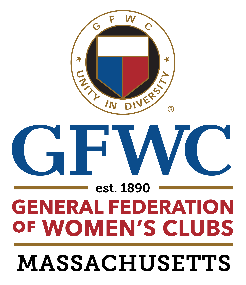 GFWC
UNITY IN DIVERSITY
®
GFWC
est. 1890
GENERAL FEDERATION
OF WOMEN'S CLUBS
MASSACHUSETTS